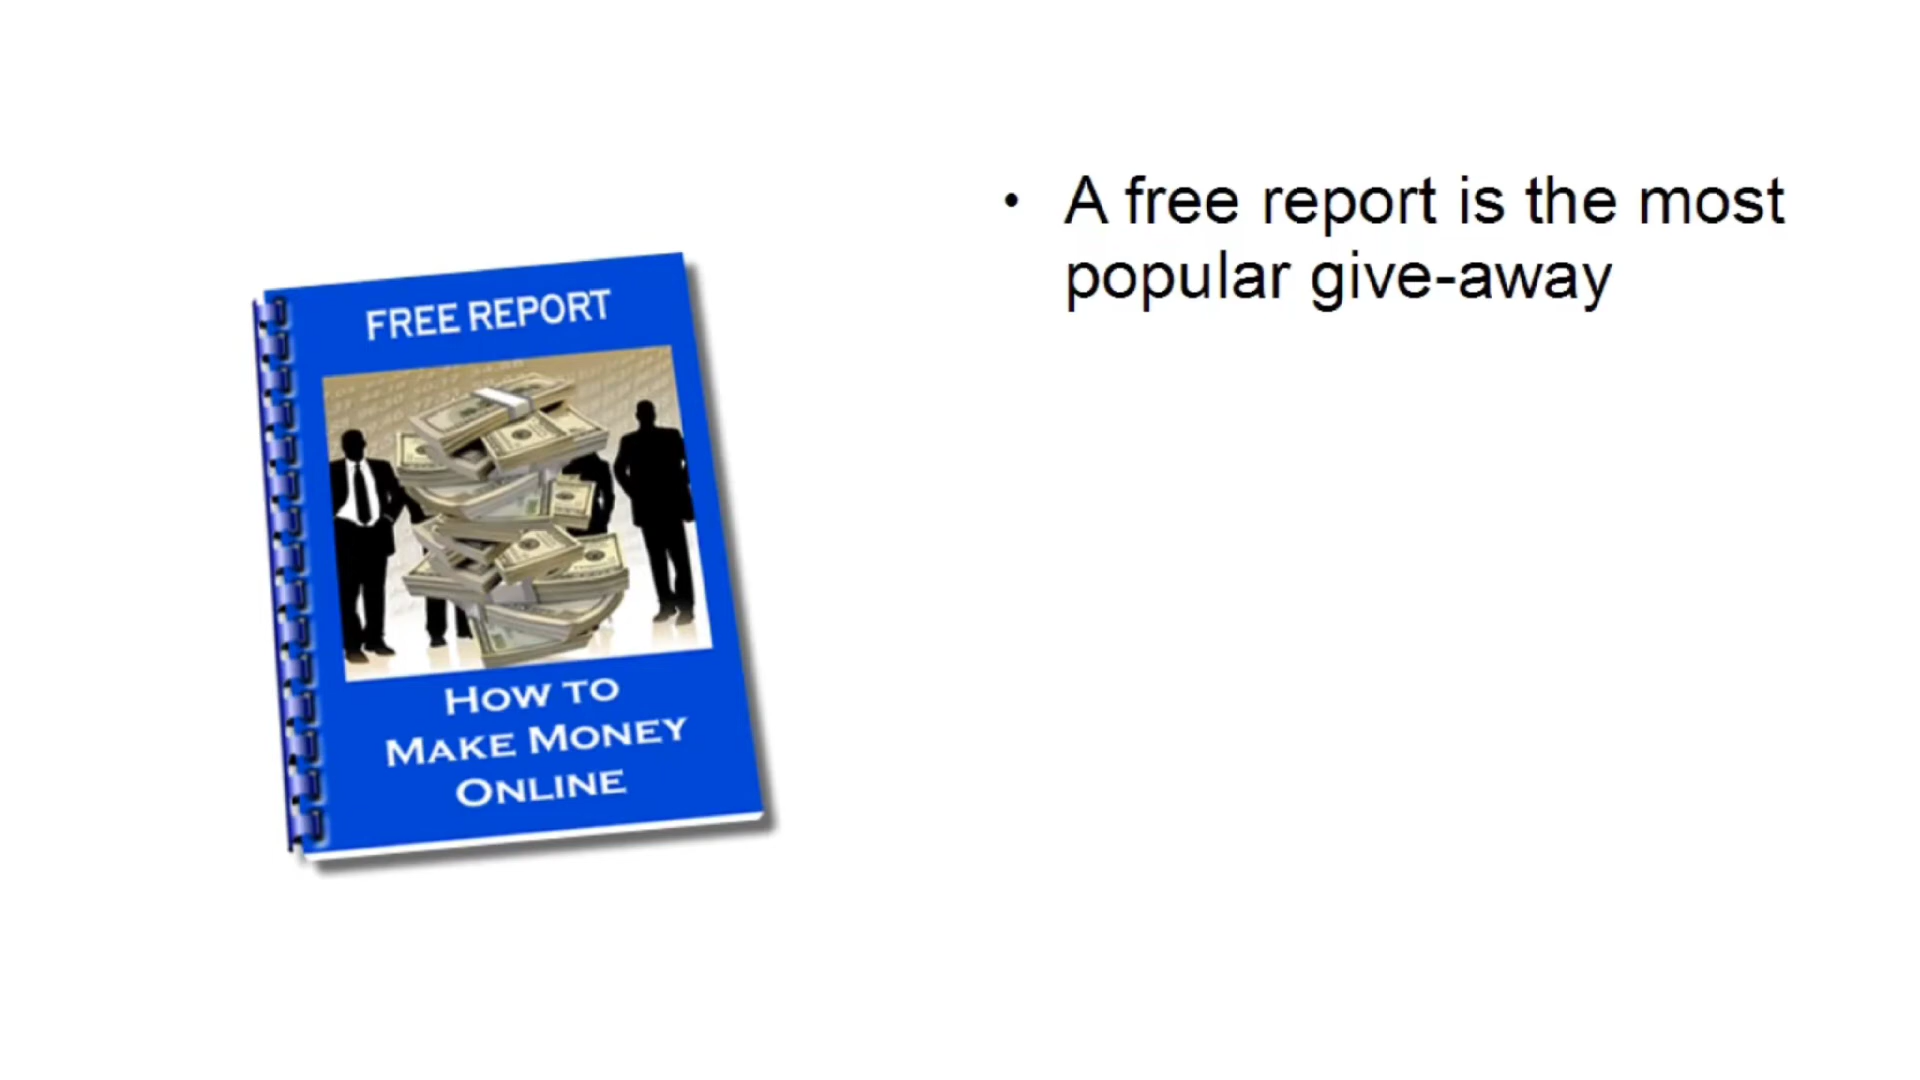 FREE REPORT
HOW TO
MAKE MONEY
ONLINE
• A free report is the most
popular give-away